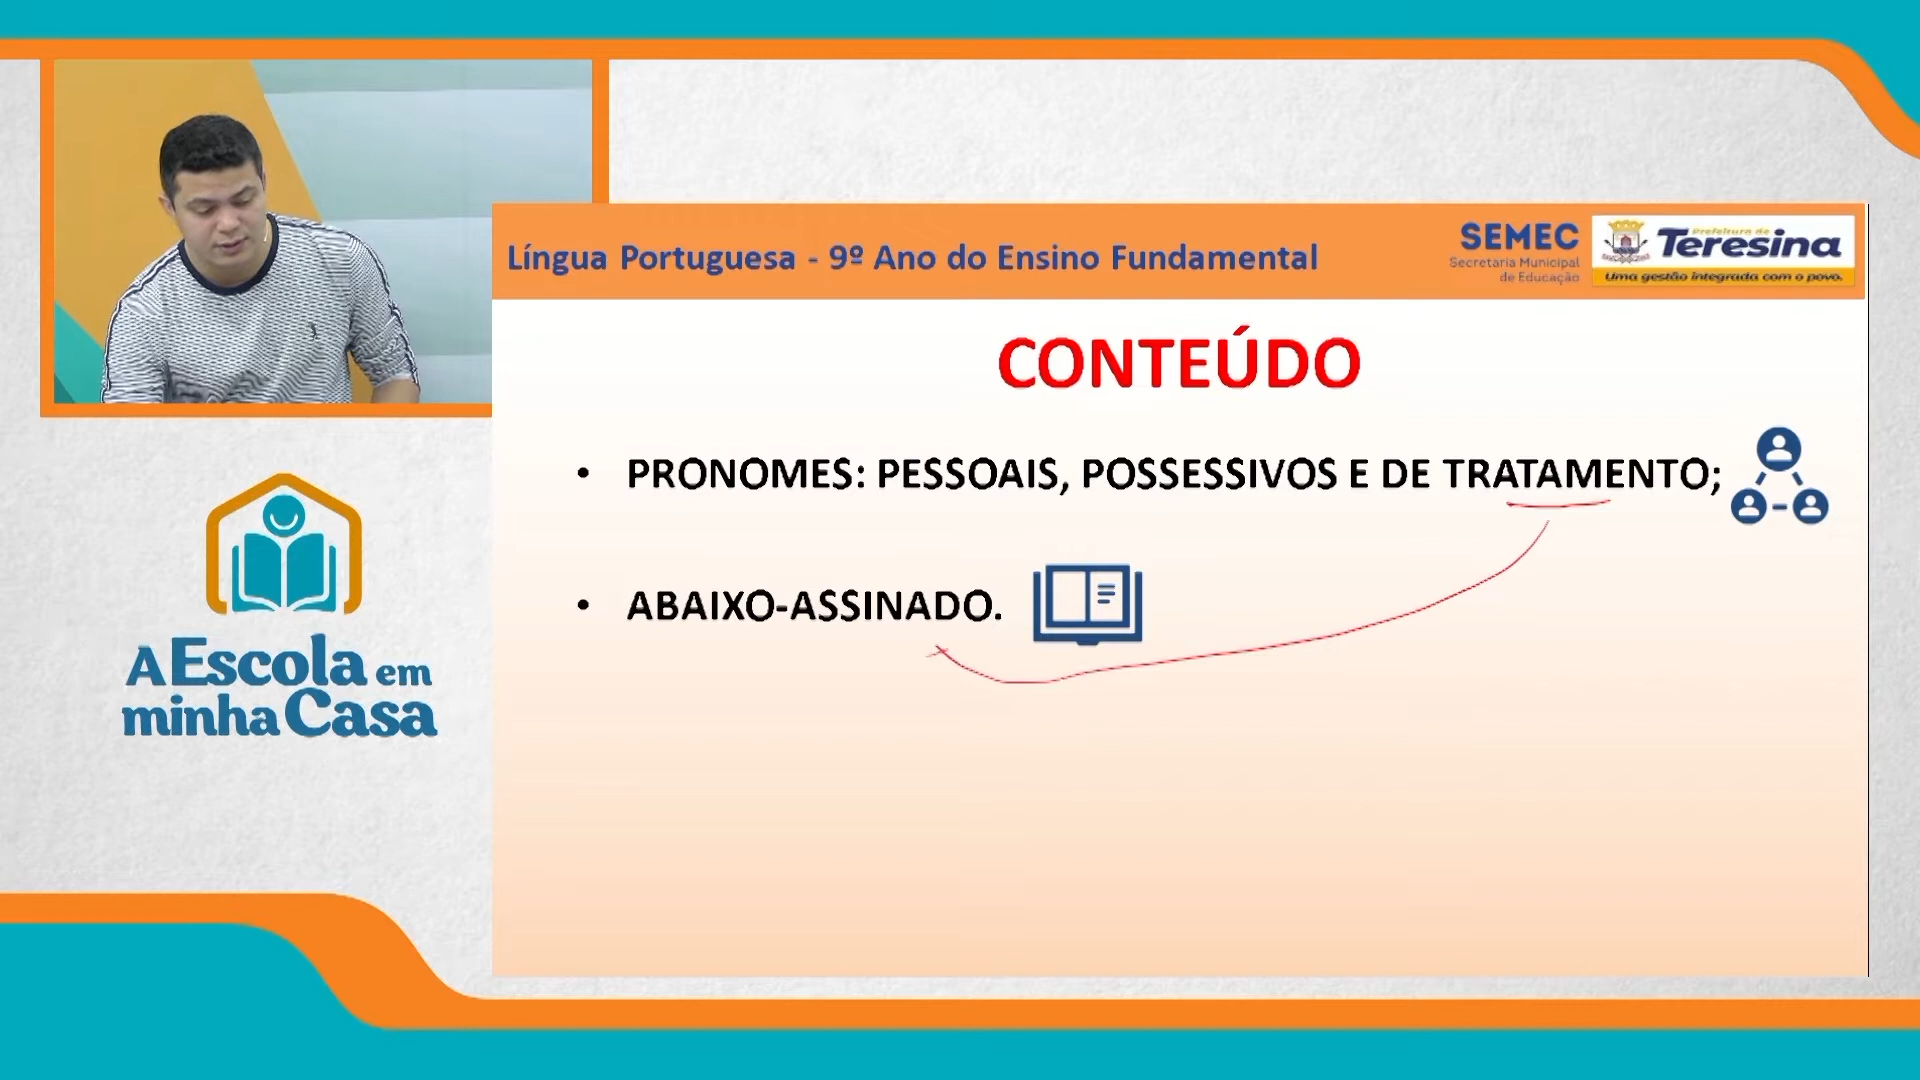 Língua Portuguesa - 9º Ano do Ensino Fundamental
SEMEC
Secretaria Municipal
de Educação
Prefeitura de
Teresina
Uma gestão integrada com o povo.
CONTEÚDO
• PRONOMES: PESSOAIS, POSSESSIVOS E DE TRATAMENTO;
• ABAIXO-ASSINADO.
A Escola em
minha Casa